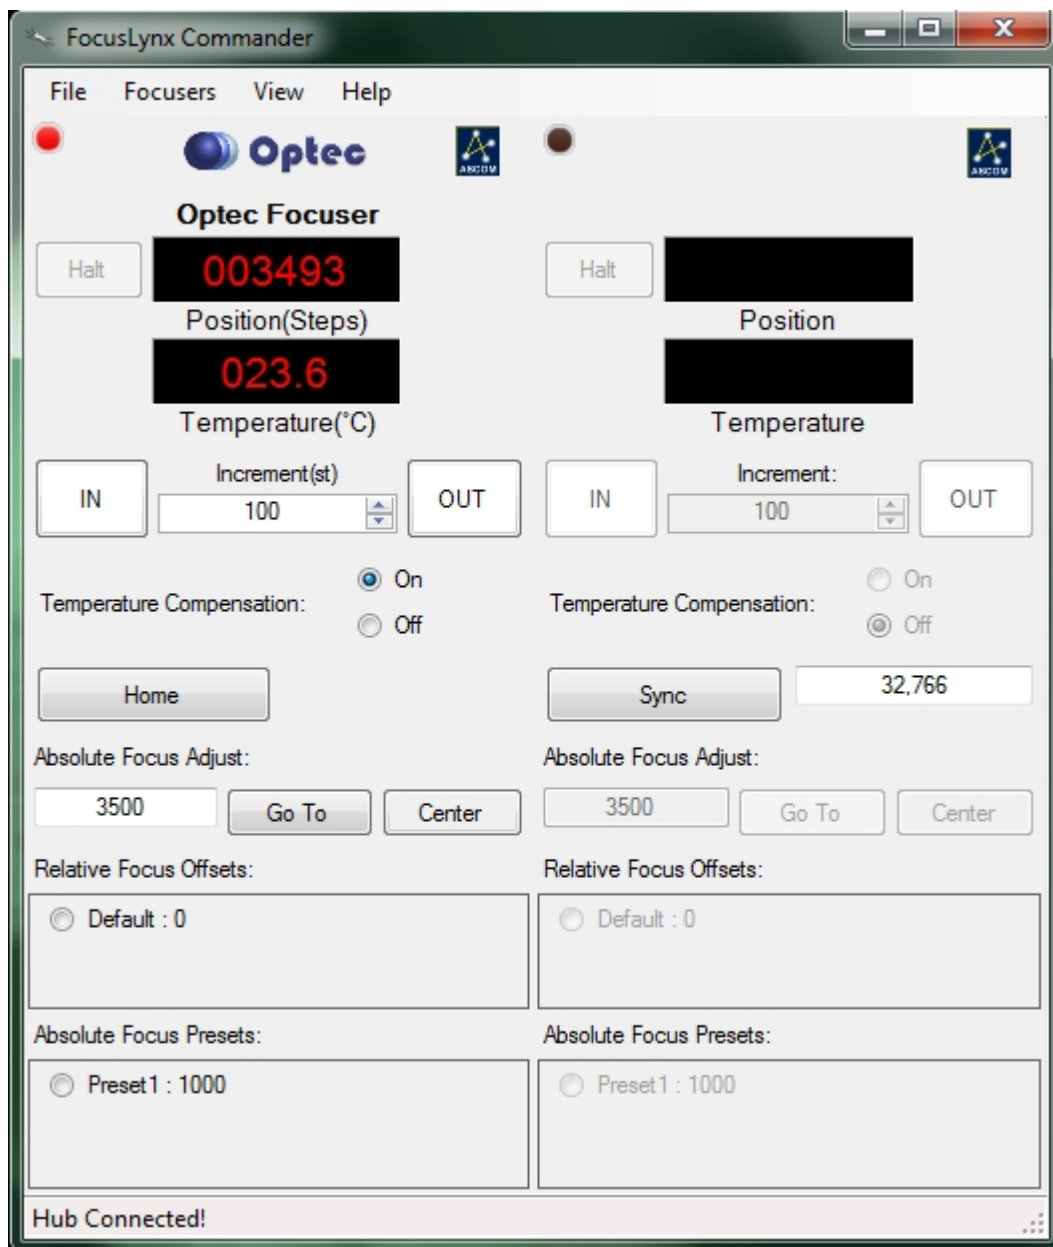 FocusLynx Commander
File Focusers View Help
Optec ASCOM
Optec Focuser
Halt 003493
Position(Steps)
023.6
Temperature(°C)
IN Increment(st) 100 OUT
Temperature Compensation: On Off
Home
Absolute Focus Adjust:
3500 Go To Center
Relative Focus Offsets:
Default : 0
Absolute Focus Presets:
Preset1 : 1000
ASCOM
Halt
Position
Temperature
IN Increment: 100 OUT
Temperature Compensation: On Off
Sync 32,766
Absolute Focus Adjust:
3500 Go To Center
Relative Focus Offsets:
Default : 0
Absolute Focus Presets:
Preset1 : 1000
Hub Connected!